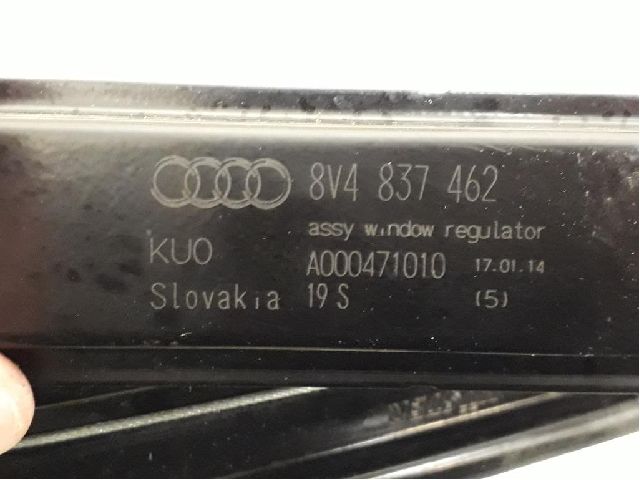 8V4 837 462
assy window regulator
KUO A000471010 17.01.14
Slovakia 19 S (5)